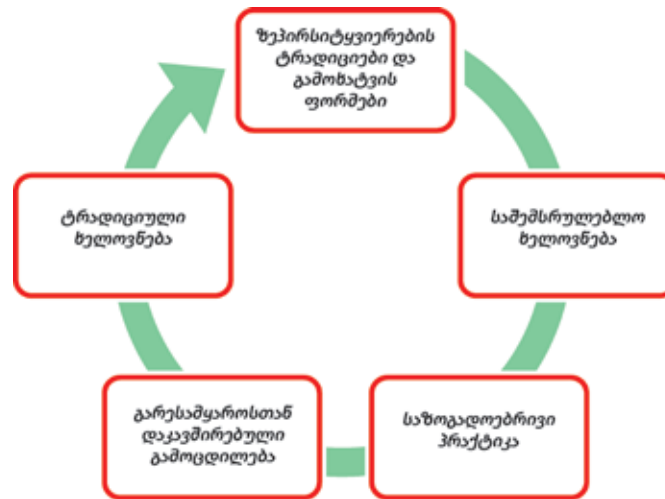 ზეპირსიტყვიერების
ტრადიციები და
გამოხატვის
ფორმები
საშემსრულებლო
ხელოვნება
საზოგადოებრივი
პრაქტიკა
გარესამყაროსთან
დაკავშირებული
გამოცდილება
ტრადიციული
ხელოვნება